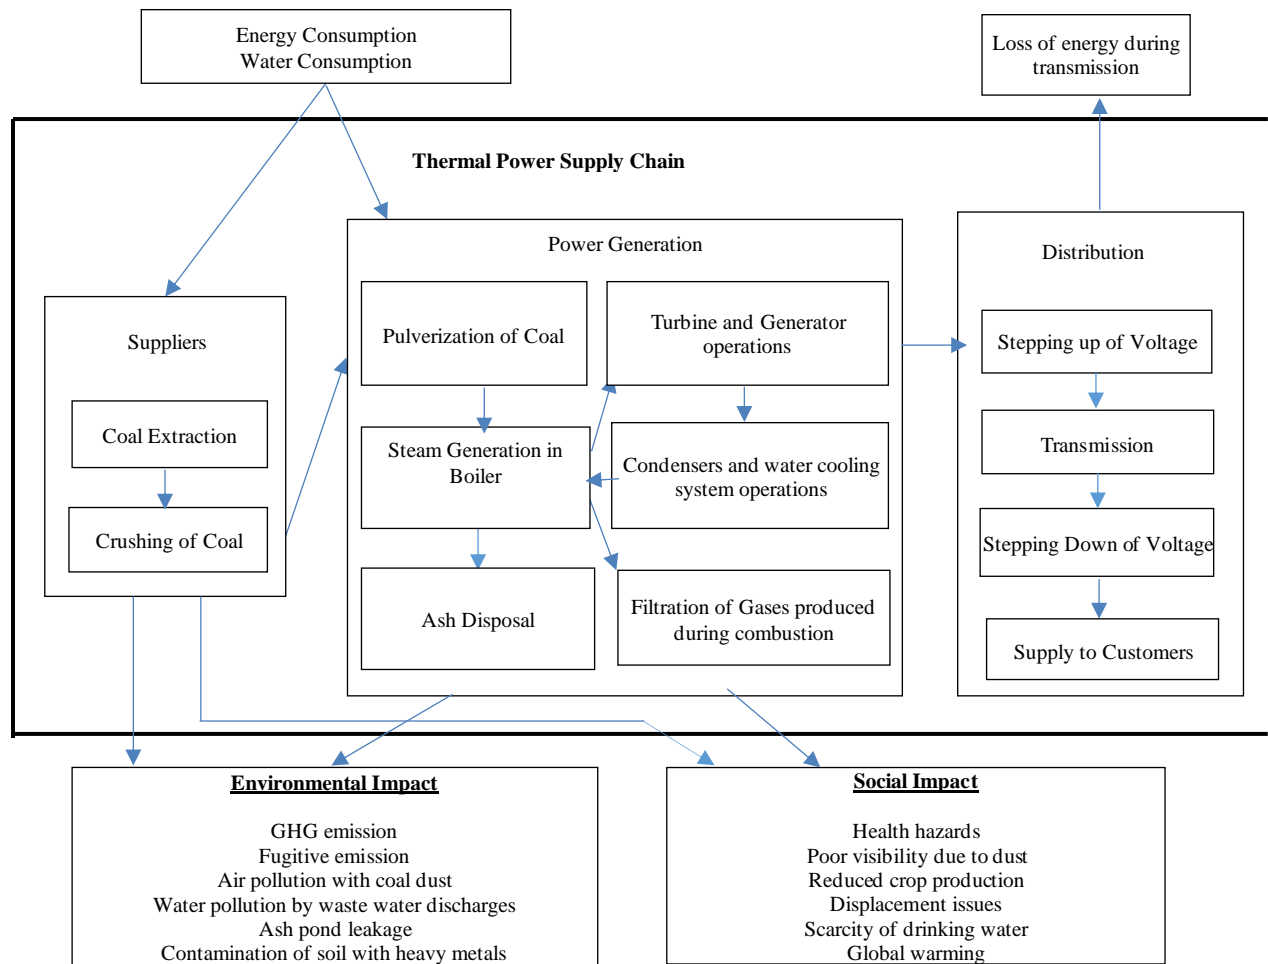 Energy Consumption
Water Consumption
Loss of energy during
transmission
Thermal Power Supply Chain
Suppliers
Coal Extraction
Crushing of Coal
Power Generation
Pulverization of Coal
Steam Generation in
Boiler
Ash Disposal
Turbine and Generator
operations
Condensers and water cooling
system operations
Filtration of Gases produced
during combustion
Distribution
Stepping up of Voltage
Transmission
Stepping Down of Voltage
Supply to Customers
Environmental Impact
GHG emission
Fugitive emission
Air pollution with coal dust
Water pollution by waste water discharges
Ash pond leakage
Contamination of soil with heavy metals
Social Impact
Health hazards
Poor visibility due to dust
Reduced crop production
Displacement issues
Scarcity of drinking water
Global warming